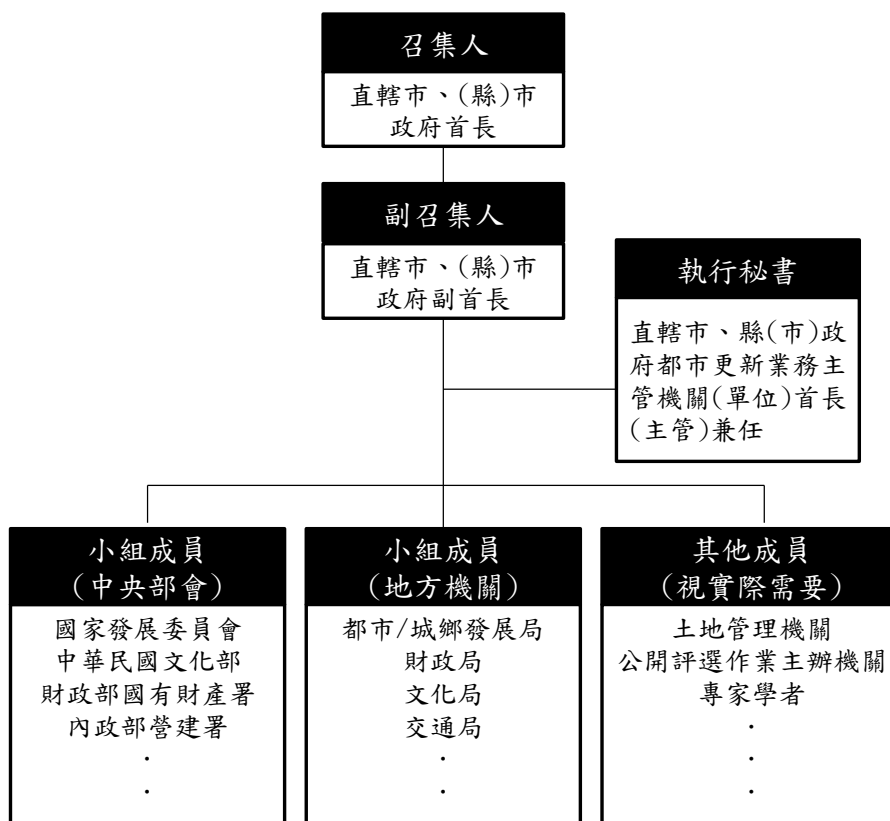 召集人
直轄市、(縣)市
政府首長
副召集人
直轄市、(縣)市
政府副首長
執行秘書
直轄市、縣(市)政
府都市更新業務主
管機關(單位)首長
(主管)兼任
小組成員
(中央部會)
國家發展委員會
中華民國文化部
財政部國有財產署
內政部營建署
．
．
小組成員
(地方機關)
都市/城鄉發展局
財政局
文化局
交通局
．
．
其他成員
(視實際需要)
土地管理機關
公開評選作業主辦機關
專家學者
．
．
．